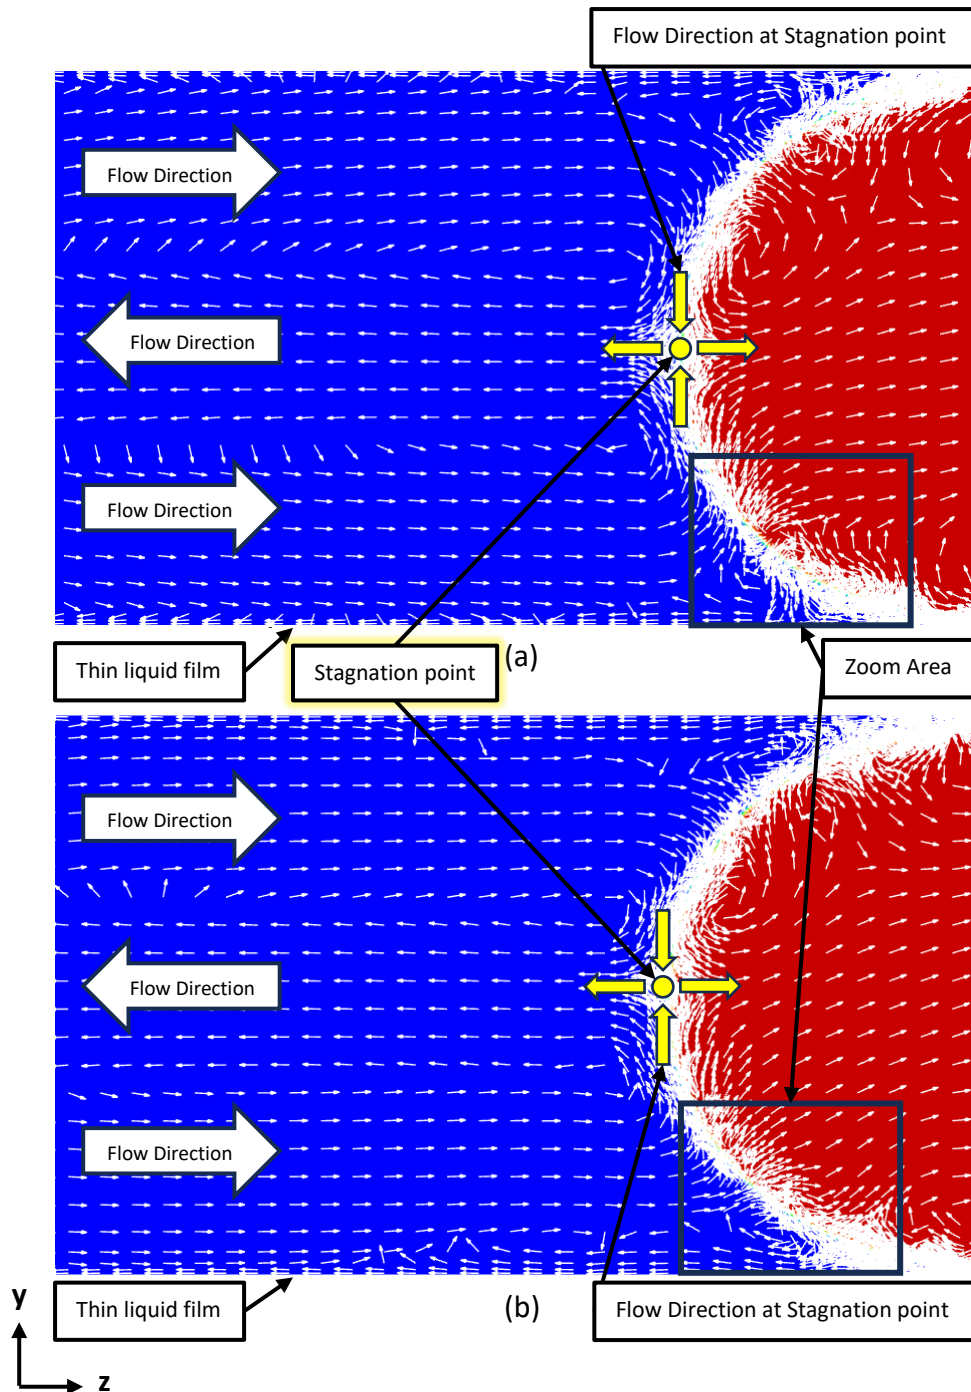 Flow Direction at Stagnation point
Flow Direction
Flow Direction
Flow Direction
Thin liquid film
Stagnation point
(a)
Zoom Area
Flow Direction
Flow Direction
Flow Direction
Thin liquid film
(b)
Flow Direction at Stagnation point
y
z